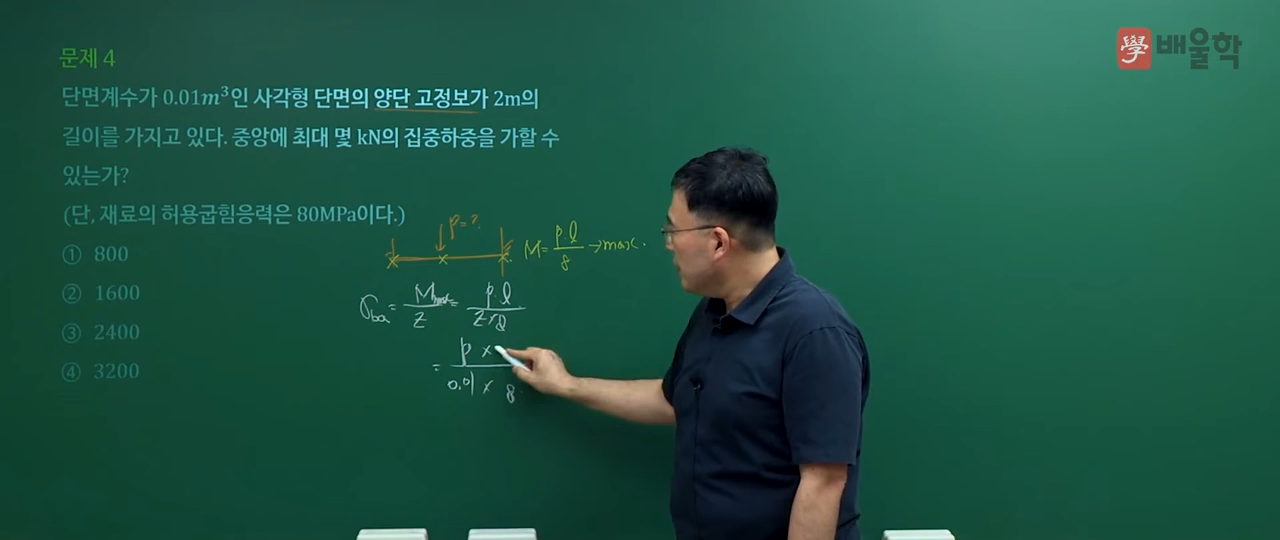 學 배울학
문제 4
단면계수가 0.01m³인 사각형 단면의 양단 고정보가 2m의
길이를 가지고 있다. 중앙에 최대 몇 kN의 집중하중을 가할 수
있는가?
(단, 재료의 허용굽힘응력은 80MPa이다.)
① 800
② 1600
③ 2400
④ 3200
P=?
M= P·l/8 →max.
σba = Mmax/Z = P·l/Z×8
= P×/0.01× 8